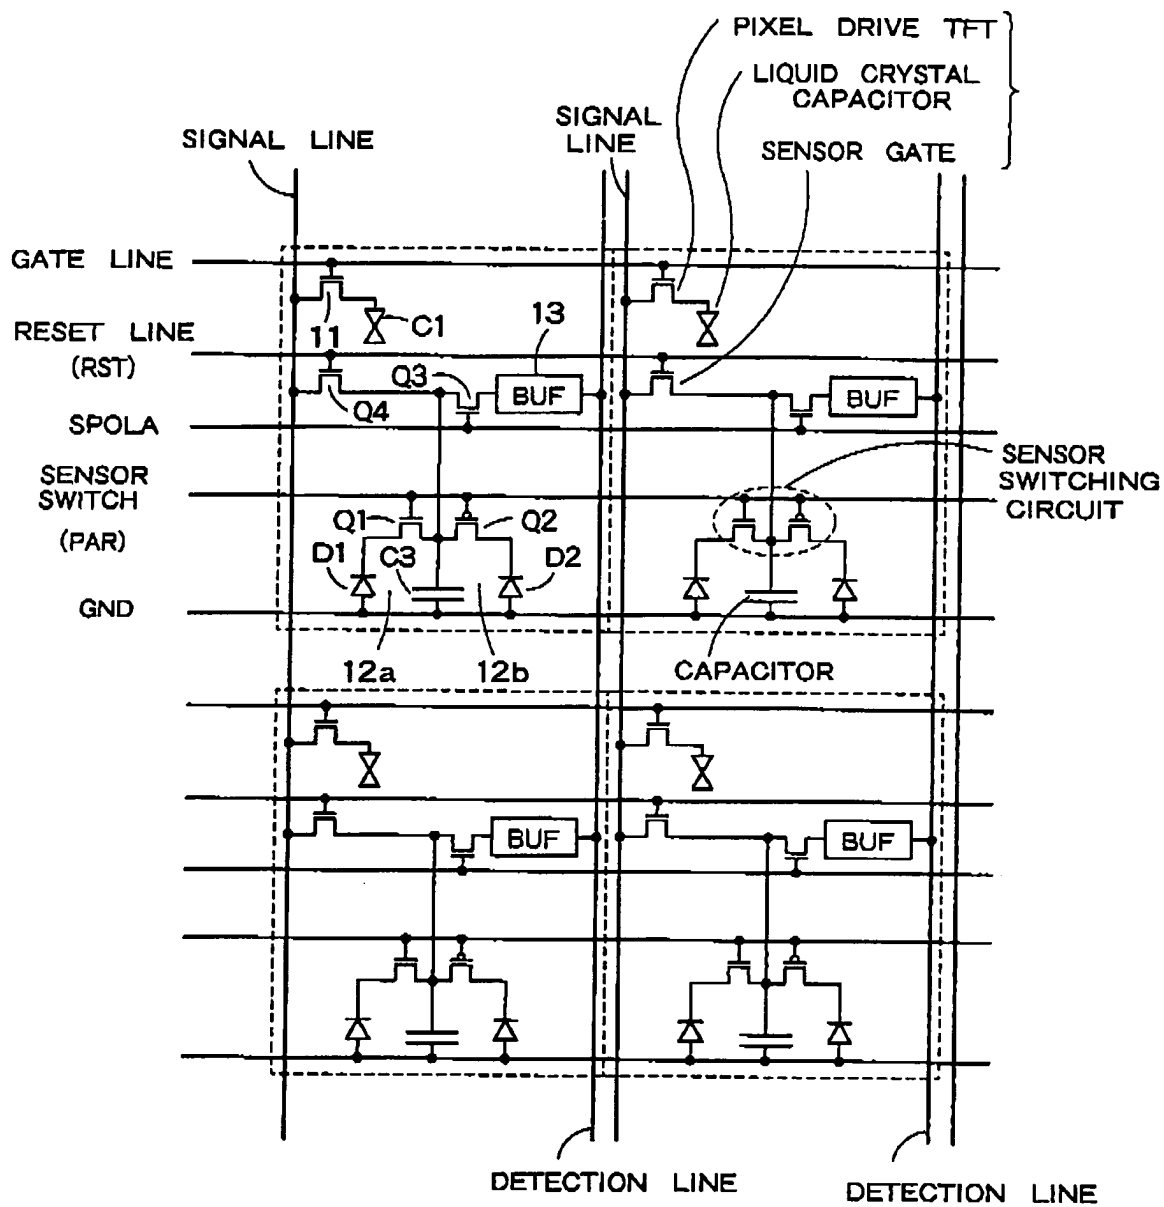 PIXEL DRIVE TFT
LIQUID CRYSTAL
CAPACITOR
SIGNAL LINE
SIGNAL
LINE
SENSOR GATE
GATE LINE
11
C1
13
RESET LINE
(RST)
Q3
BUF
BUF
Q4
SPOLA
SENSOR
SWITCH
(PAR)
SENSOR
SWITCHING
CIRCUIT
Q1
Q2
D1
C3
D2
GND
12a
12b
CAPACITOR
BUF
BUF
DETECTION LINE
DETECTION LINE